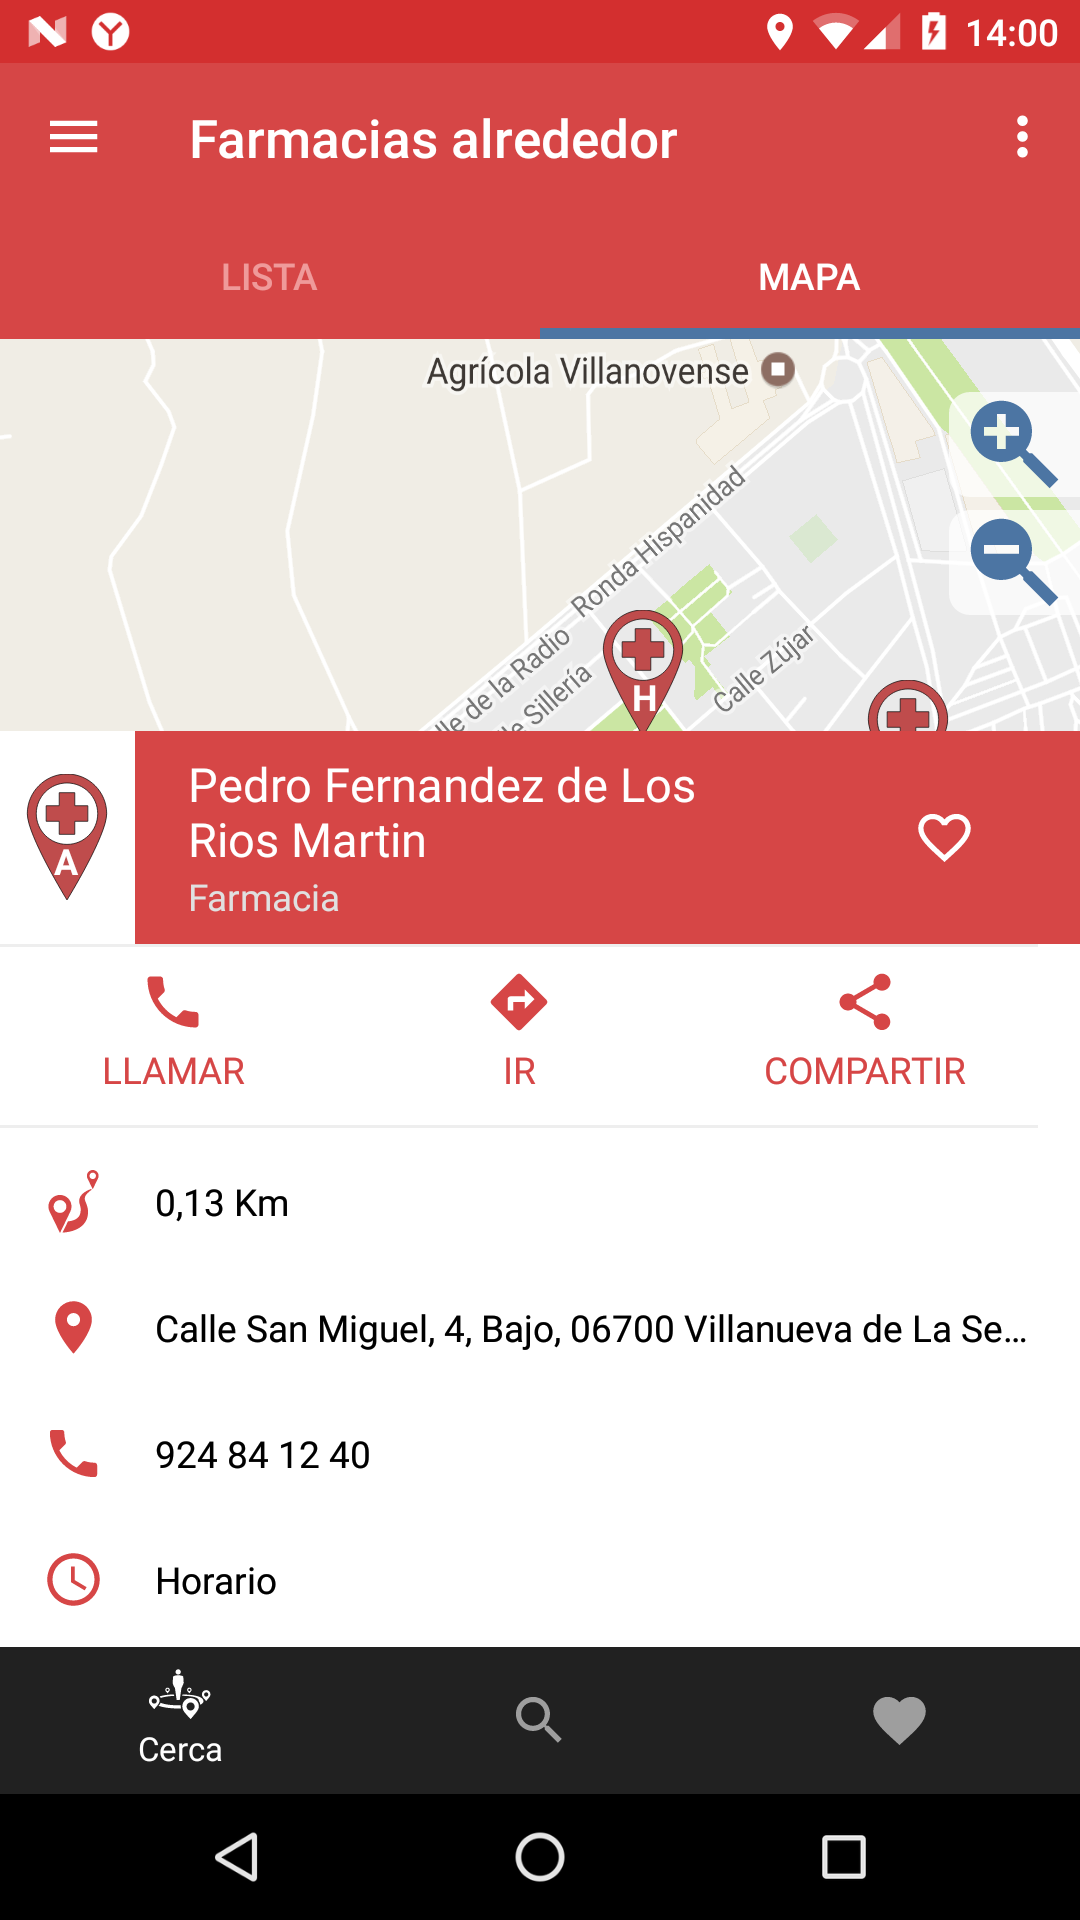 14:00
Farmacias alrededor
LISTA
MAPA
Agrícola Villanovense
Ronda Hispanidad
lle de la Radio
le Sillería
Calle Zújar
H
A
Pedro Fernandez de Los
Rios Martin
Farmacia
LLAMAR
IR
COMPARTIR
0,13 Km
Calle San Miguel, 4, Bajo, 06700 Villanueva de La Se...
924 84 12 40
Horario
Cerca